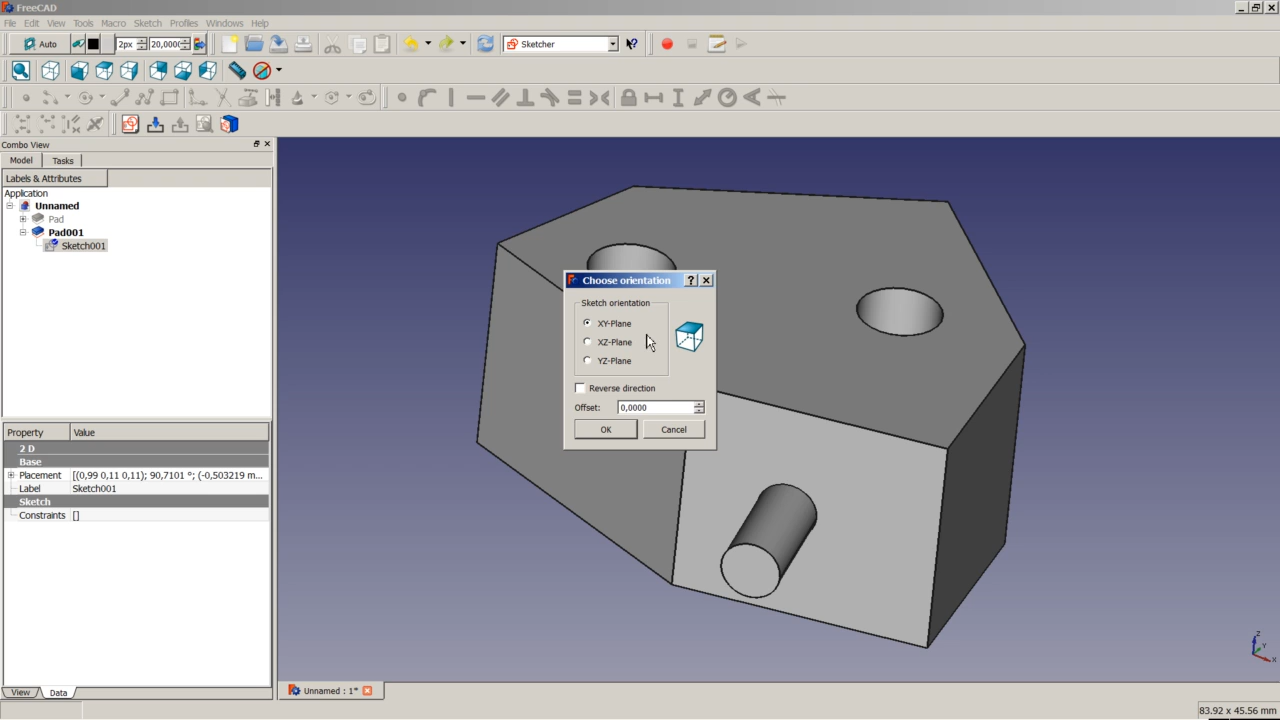 FreeCAD
File Edit View Tools Macro Sketch Profiles Windows Help
Auto 2px 20,0000 Sketcher
Combo View
Model Tasks
Labels & Attributes
Application
Unnamed
Pad
Pad001
Sketch001
Choose orientation
Sketch orientation
XY-Plane
XZ-Plane
YZ-Plane
Reverse direction
Offset: 0,0000
OK Cancel
Property Value
2 D
Base
Placement [(0,99 0,11 0,11); 90,7101 °; (-0,503219 m...
Label Sketch001
Sketch
Constraints []
View Data
Unnamed : 1*
Z
Y
X
83.92 x 45.56 mm